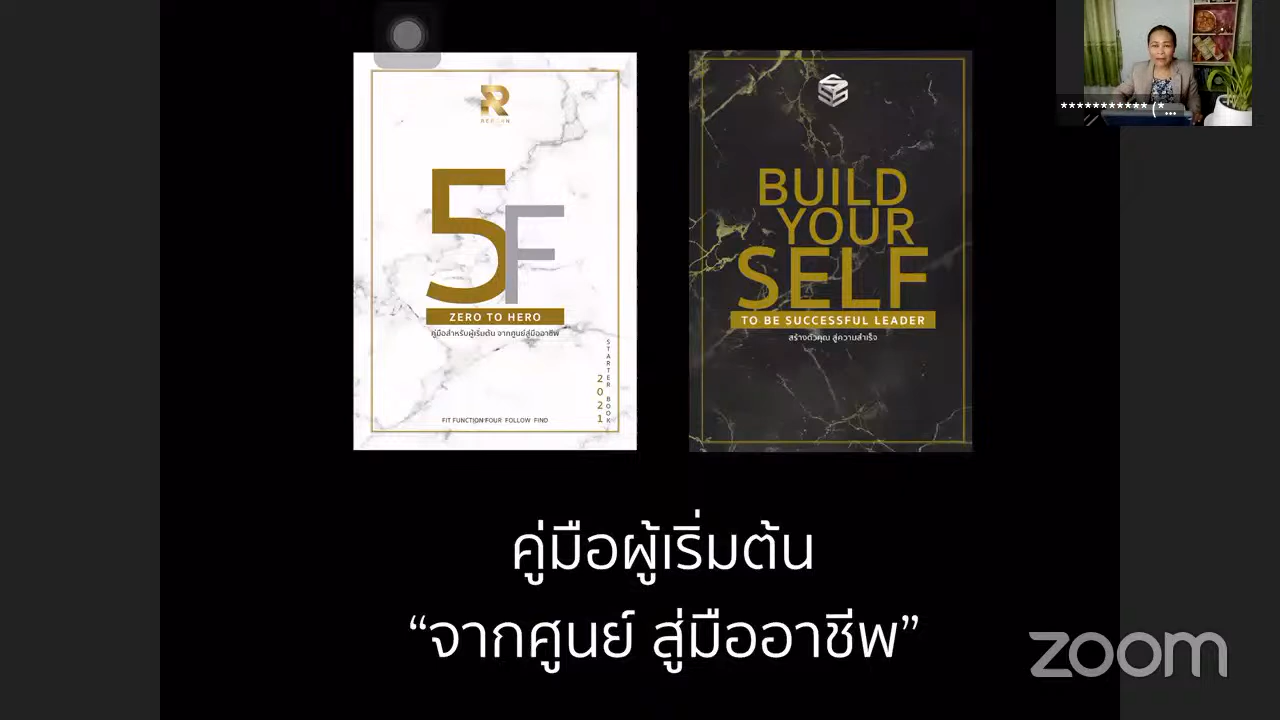 5F
ZERO TO HERO
คู่มือสำหรับผู้เริ่มต้น จากศูนย์สู่มืออาชีพ
STARTER BOOK
2021
FIT FUNCTION FOUR FOLLOW FIND
BUILD
YOUR
SELF
TO BE SUCCESSFUL LEADER
สร้างตัวคุณ สู่ความสำเร็จ
*********** (*...
คู่มือผู้เริ่มต้น
“จากศูนย์ สู่มืออาชีพ”
zoom